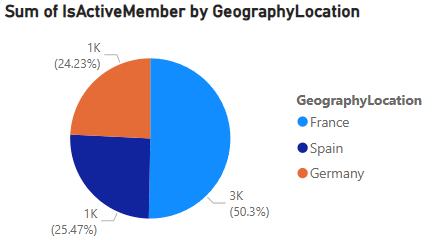 Sum of IsActiveMember by GeographyLocation
1K
(24.23%)
GeographyLocation
France
Spain
Germany
3K
(50.3%)
1K
(25.47%)